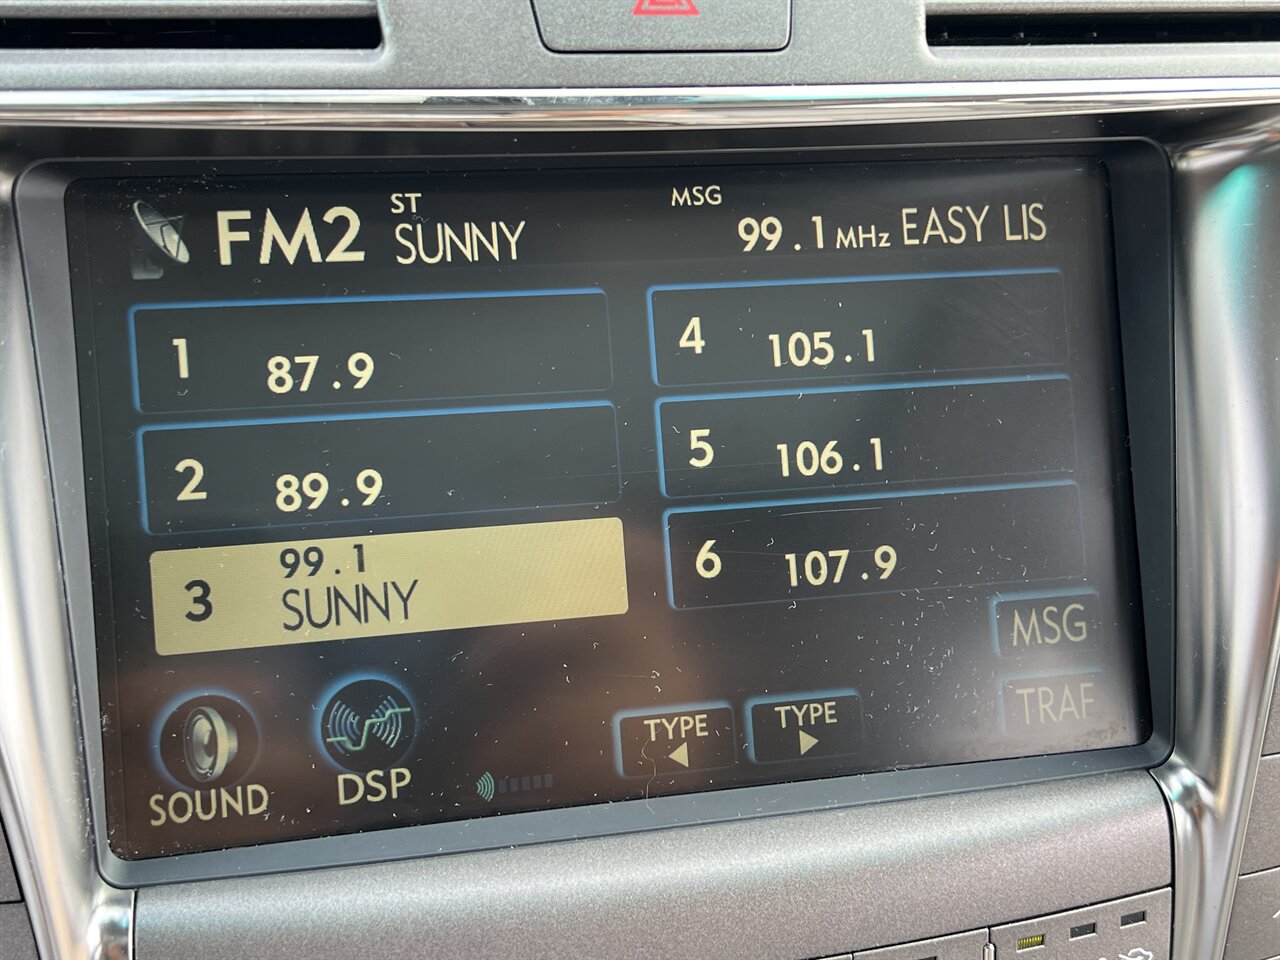 FM2 ST SUNNY
MSG
99.1 MHz EASY LIS
1 87.9
2 89.9
3 99.1 SUNNY
4 105.1
5 106.1
6 107.9
MSG
TRAF
TYPE
TYPE
SOUND
DSP